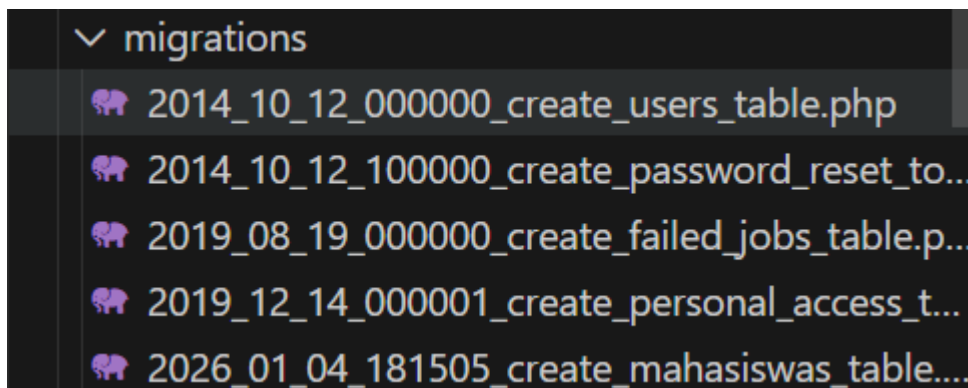 migrations
2014_10_12_000000_create_users_table.php
2014_10_12_100000_create_password_reset_to...
2019_08_19_000000_create_failed_jobs_table.p...
2019_12_14_000001_create_personal_access_t...
2026_01_04_181505_create_mahasiswas_table....